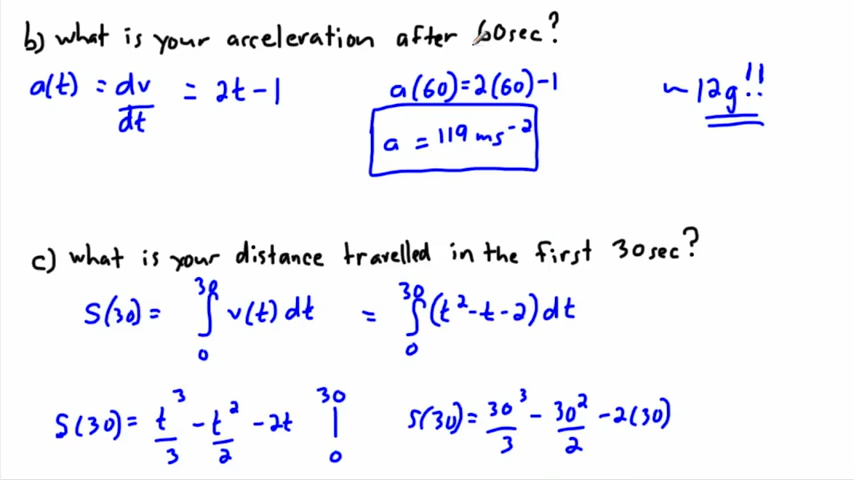 b) what is your acceleration after 60sec?
a(t) = dv/dt = 2t - 1 a(60) = 2(60) - 1 ~ 12g!!
a = 119 ms⁻²
c) what is your distance travelled in the first 30sec?
S(30) = ∫₀³⁰ v(t) dt = ∫₀³⁰ (t² - t - 2) dt
S(30) = t³/3 - t²/2 - 2t |₀³⁰ S(30) = 30³/3 - 30²/2 - 2(30)